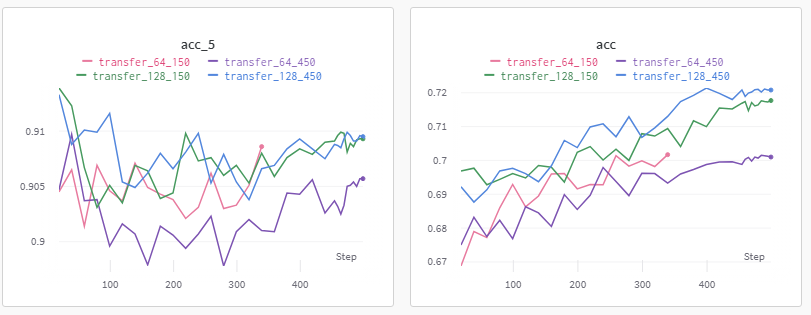 acc_5
transfer_64_150 transfer_64_450
transfer_128_150 transfer_128_450
0.91
0.905
0.9
Step
100 200 300 400
acc
transfer_64_150 transfer_64_450
transfer_128_150 transfer_128_450
0.72
0.71
0.7
0.69
0.68
0.67
Step
100 200 300 400